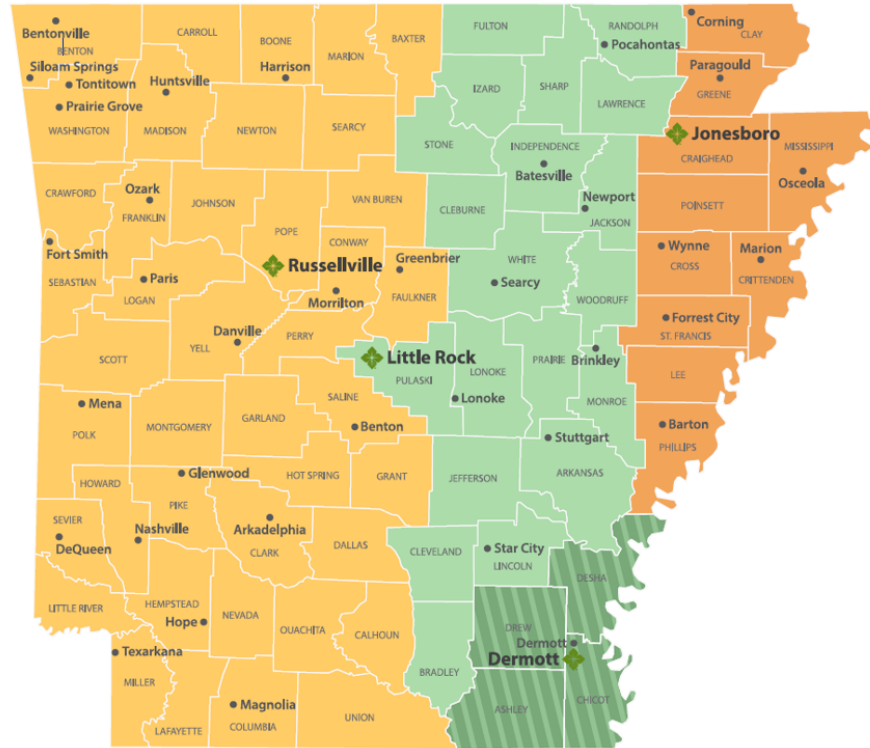 Bentonville
BENTON
CARROLL
BOONE
MARION
BAXTER
FULTON
RANDOLPH
Pocahontas
Corning
CLAY
Siloam Springs
Tontitown
Huntsville
Harrison
IZARD
SHARP
LAWRENCE
Paragould
GREENE
Prairie Grove
WASHINGTON
MADISON
NEWTON
SEARCY
STONE
INDEPENDENCE
Batesville
Jonesboro
CRAIGHEAD
MISSISSIPPI
Osceola
CRAWFORD
Ozark
FRANKLIN
JOHNSON
POPE
VAN BUREN
CLEBURNE
Newport
JACKSON
POINSETT
Fort Smith
SEBASTIAN
Paris
LOGAN
Russellville
CONWAY
Morrilton
Greenbrier
FAULKNER
WHITE
Searcy
WOODRUFF
Wynne
CROSS
Marion
CRITTENDEN
SCOTT
Danville
YELL
PERRY
Little Rock
PULASKI
LONOKE
Lonoke
PRAIRIE
Brinkley
MONROE
Forrest City
ST. FRANCIS
LEE
Mena
POLK
MONTGOMERY
GARLAND
SALINE
Benton
Stuttgart
ARKANSAS
Barton
PHILLIPS
HOWARD
Glenwood
PIKE
HOT SPRING
GRANT
JEFFERSON
SEVIER
DeQueen
Nashville
Arkadelphia
CLARK
DALLAS
CLEVELAND
Star City
LINCOLN
DESHA
LITTLE RIVER
HEMPSTEAD
Hope
NEVADA
OUACHITA
CALHOUN
BRADLEY
DREW
Dermott
Dermott
CHICOT
Texarkana
MILLER
LAFAYETTE
Magnolia
COLUMBIA
UNION
ASHLEY